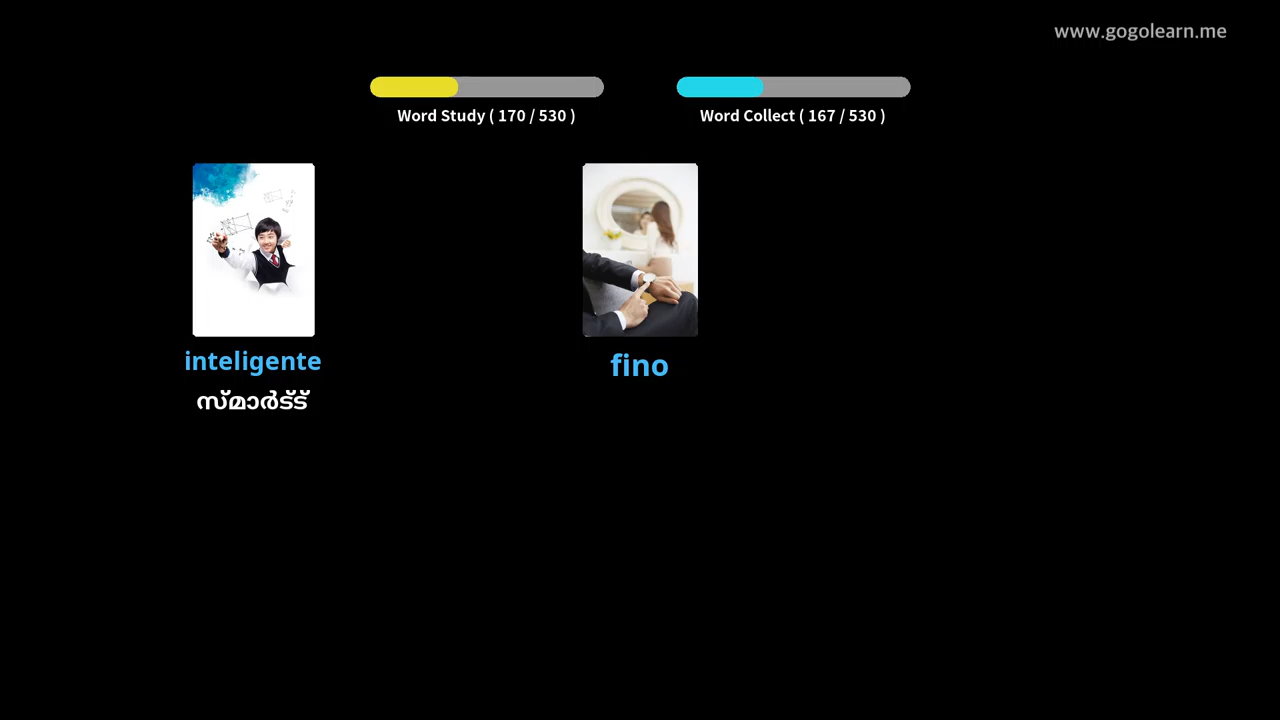 www.gogolearn.me
Word Study ( 170 / 530 )
Word Collect ( 167 / 530 )
inteligente
fino
സ്മാർട്ട്